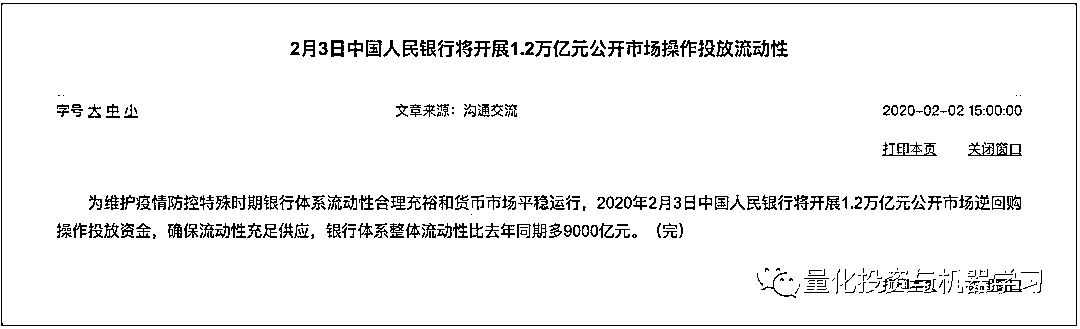 2月3日中国人民银行将开展1.2万亿元公开市场操作投放流动性
字号 大 中 小 文章来源：沟通交流 2020-02-02 15:00:00
打印本页 关闭窗口
为维护疫情防控特殊时期银行体系流动性合理充裕和货币市场平稳运行，2020年2月3日中国人民银行将开展1.2万亿元公开市场逆回购
操作投放资金，确保流动性充足供应，银行体系整体流动性比去年同期多9000亿元。（完）
量化投资与机器学习